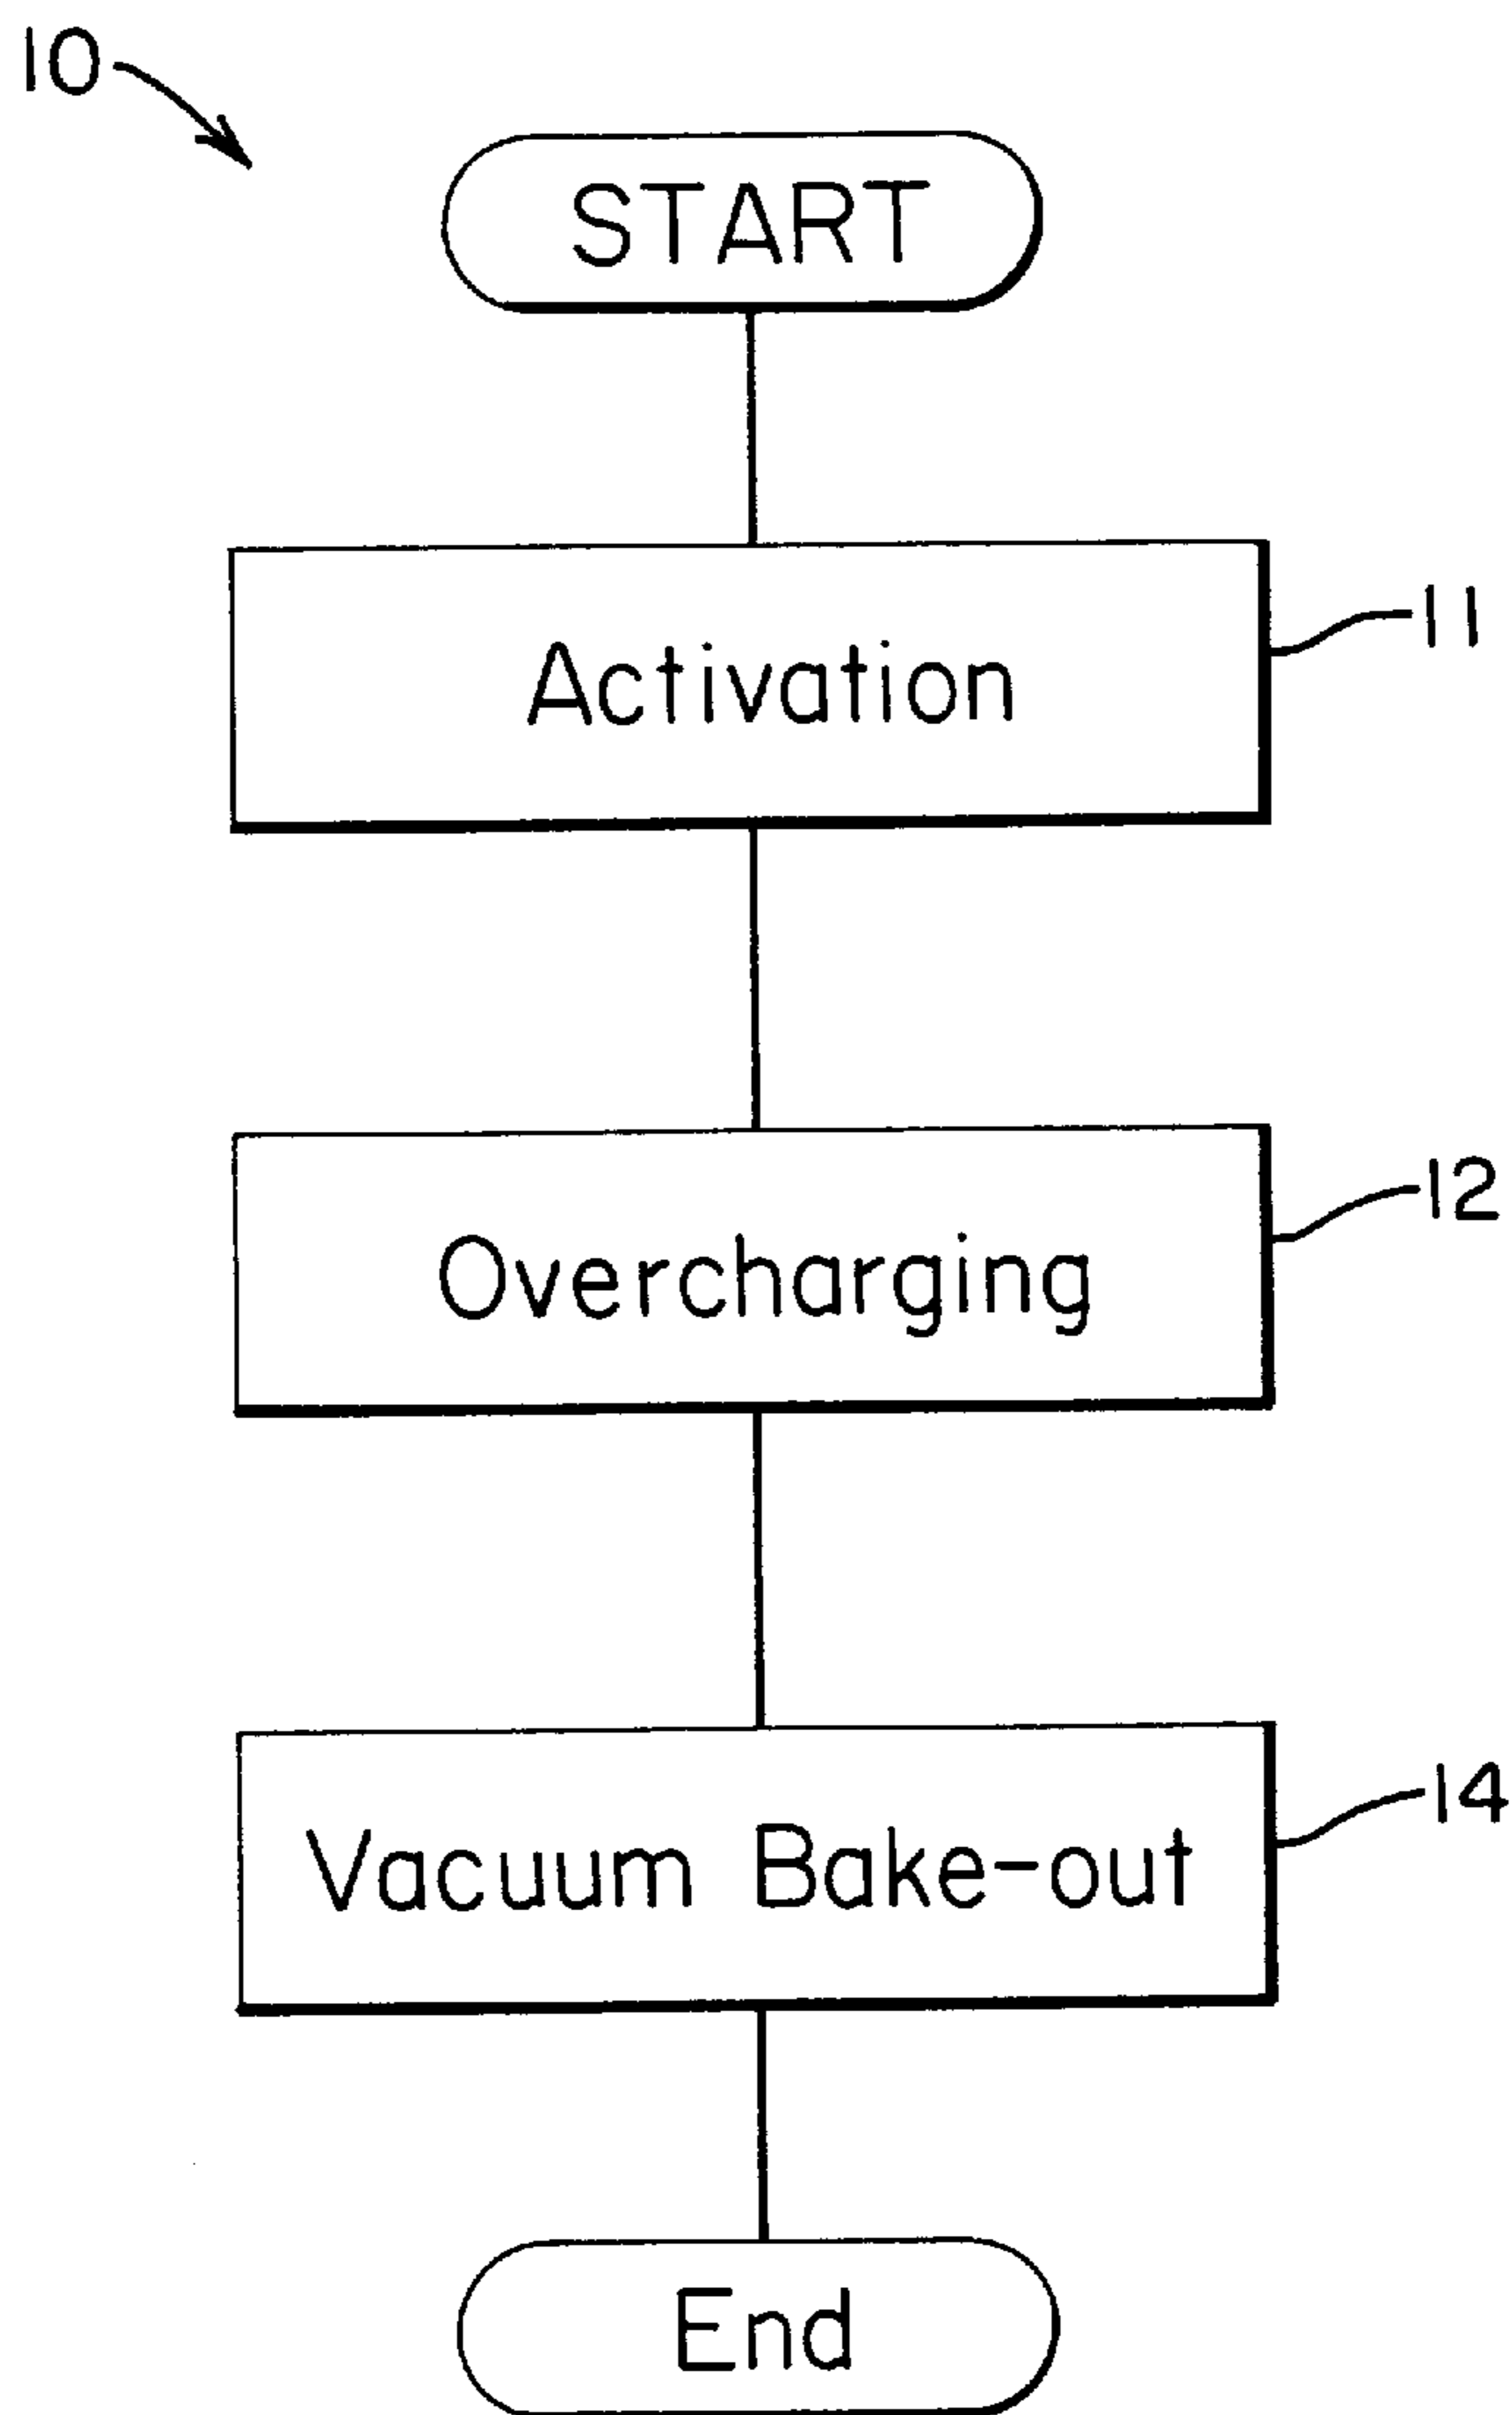 10
START
Activation
11
Overcharging
12
Vacuum Bake-out
14
End